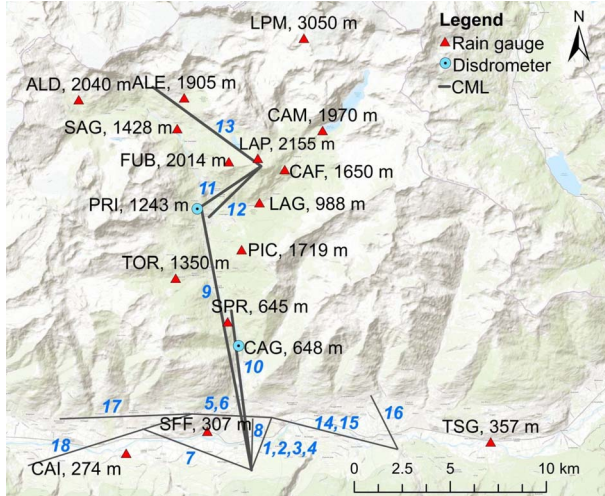 LPM, 3050 m
Legend
Rain gauge
Disdrometer
CML
N
ALD, 2040 m
ALE, 1905 m
SAG, 1428 m
13
CAM, 1970 m
LAP, 2155 m
FUB, 2014 m
CAF, 1650 m
11
PRI, 1243 m
12
LAG, 988 m
PIC, 1719 m
TOR, 1350 m
9
SPR, 645 m
CAG, 648 m
10
17
5,6
14,15
16
SFF, 307 m
8
TSG, 357 m
18
7
1,2,3,4
CAI, 274 m
0 2.5 5 10 km